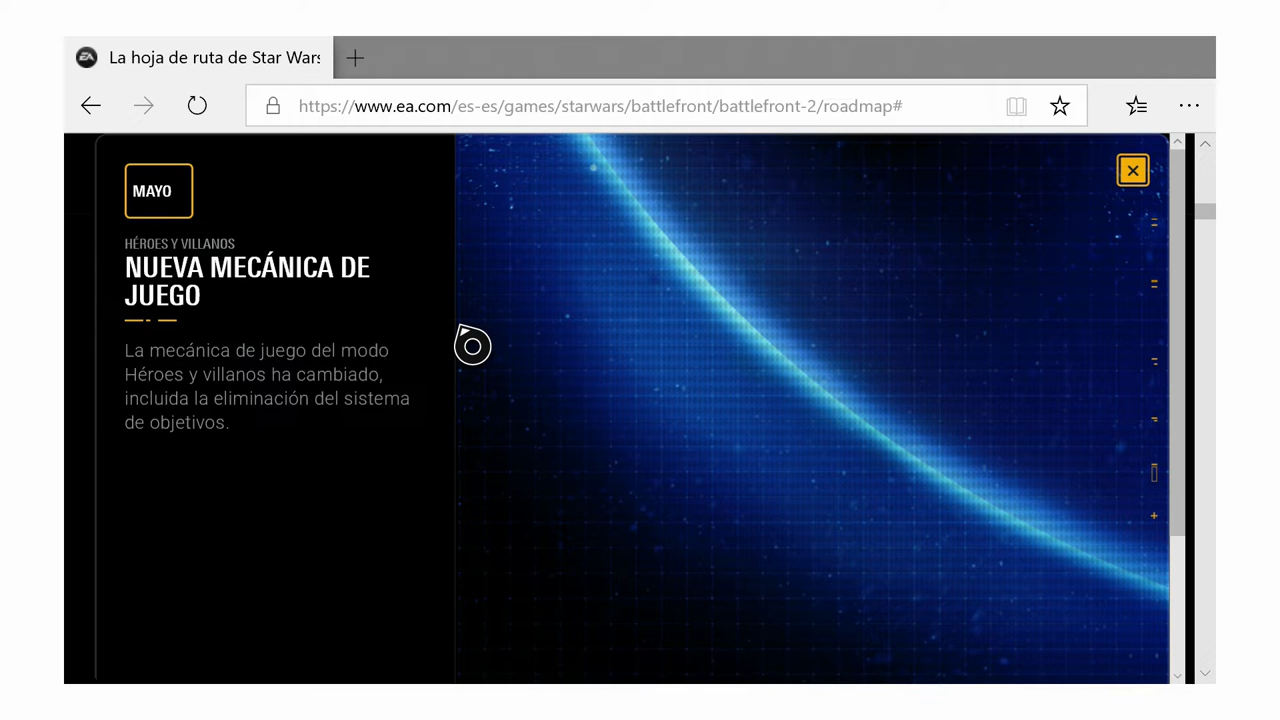 La hoja de ruta de Star Wars
https://www.ea.com/es-es/games/starwars/battlefront/battlefront-2/roadmap#
MAYO
HÉROES Y VILLANOS
NUEVA MECÁNICA DE
JUEGO
La mecánica de juego del modo
Héroes y villanos ha cambiado,
incluida la eliminación del sistema
de objetivos.